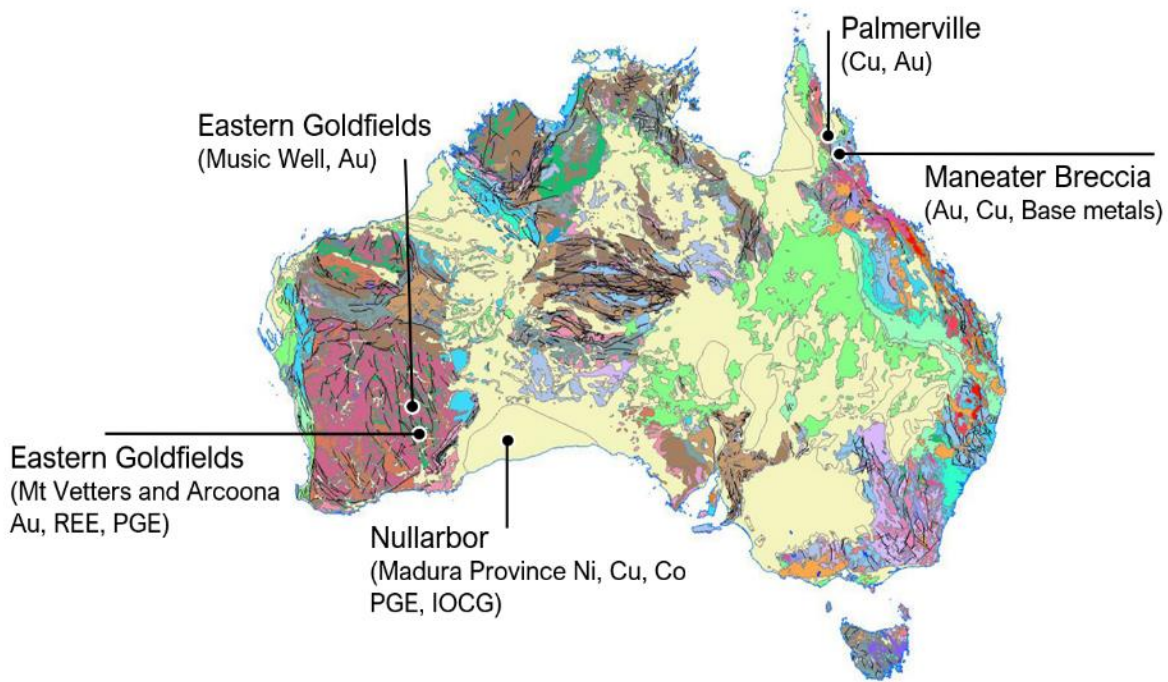 Palmerville
(Cu, Au)
Eastern Goldfields
(Music Well, Au)
Maneater Breccia
(Au, Cu, Base metals)
Eastern Goldfields
(Mt Vetters and Arcoona
Au, REE, PGE)
Nullarbor
(Madura Province Ni, Cu, Co
PGE, IOCG)